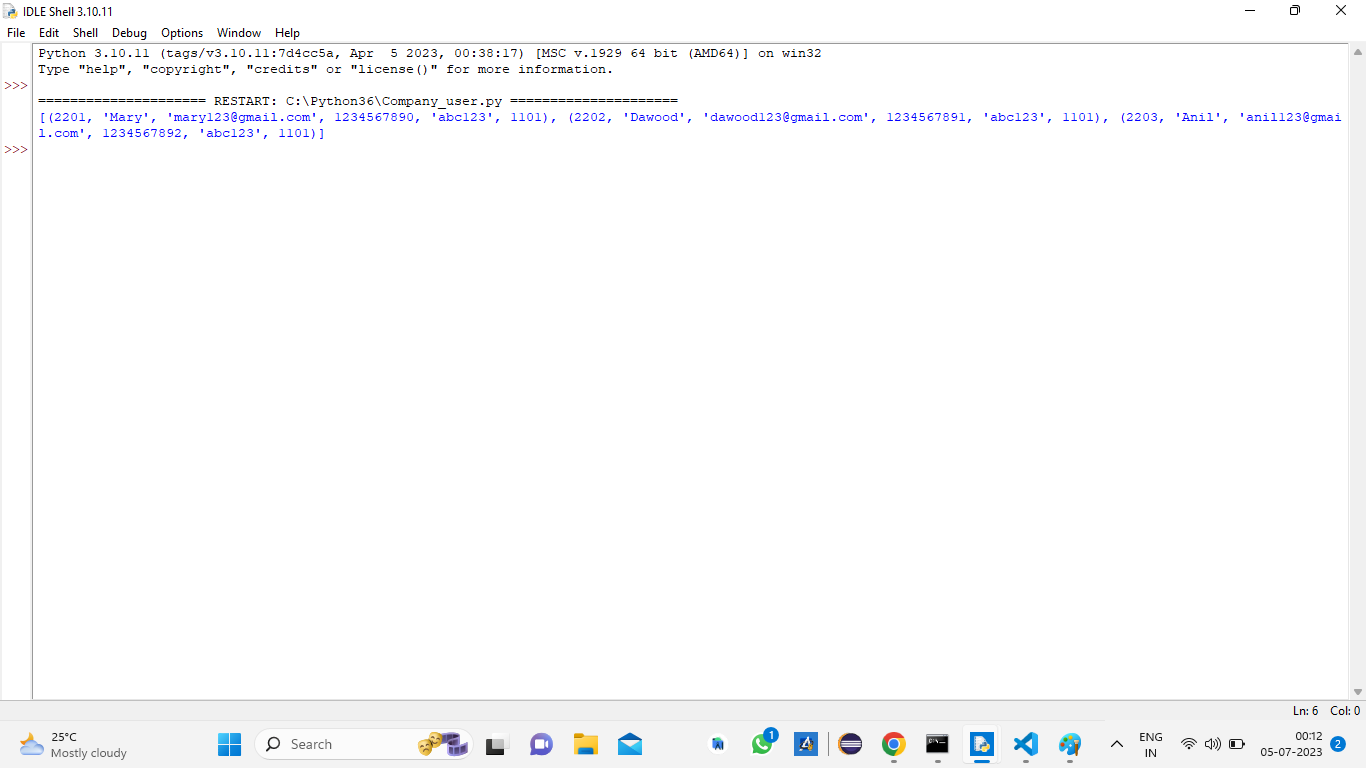 IDLE Shell 3.10.11
File Edit Shell Debug Options Window Help
Python 3.10.11 (tags/v3.10.11:7d4cc5a, Apr  5 2023, 00:38:17) [MSC v.1929 64 bit (AMD64)] on win32
Type "help", "copyright", "credits" or "license()" for more information.
>>>
===================== RESTART: C:\Python36\Company_user.py =====================
[(2201, 'Mary', 'mary123@gmail.com', 1234567890, 'abc123', 1101), (2202, 'Dawood', 'dawood123@gmail.com', 1234567891, 'abc123', 1101), (2203, 'Anil', 'anil123@gmai
l.com', 1234567892, 'abc123', 1101)]
>>>
Ln: 6 Col: 0
25°C
Mostly cloudy
Search
1
ENG
IN
00:12
05-07-2023
2